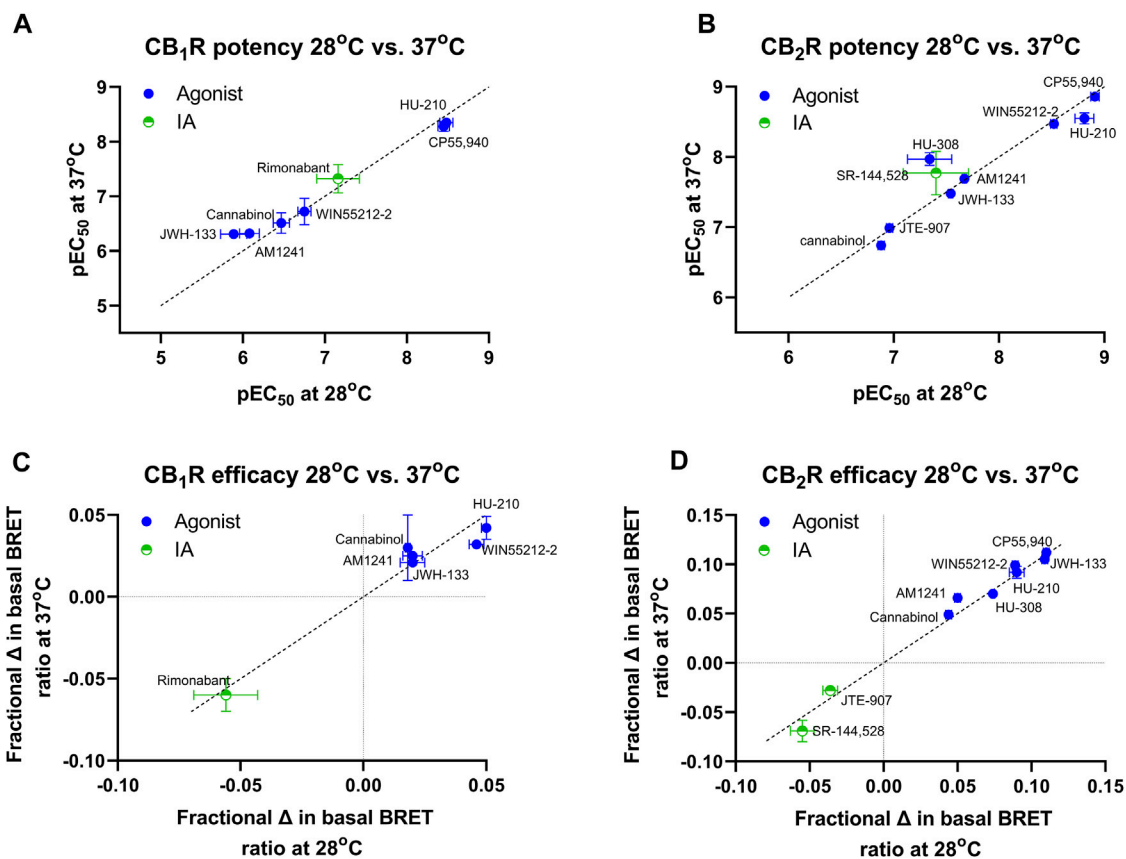 A
CB₁R potency 28°C vs. 37°C
9
8
7
6
5
pEC₅₀ at 37°C
Agonist
IA
HU-210
CP55,940
Rimonabant
Cannabinol
WIN55212-2
JWH-133
AM1241
5 6 7 8 9
pEC₅₀ at 28°C
B
CB₂R potency 28°C vs. 37°C
9
8
7
6
pEC₅₀ at 37°C
Agonist
IA
CP55,940
WIN55212-2
HU-210
HU-308
SR-144,528
AM1241
JWH-133
JTE-907
cannabinol
6 7 8 9
pEC₅₀ at 28°C
C
CB₁R efficacy 28°C vs. 37°C
0.05
0.00
-0.05
-0.10
Fractional Δ in basal BRET
ratio at 37°C
Agonist
IA
HU-210
Cannabinol
WIN55212-2
AM1241
JWH-133
Rimonabant
-0.10 -0.05 0.00 0.05
Fractional Δ in basal BRET
ratio at 28°C
D
CB₂R efficacy 28°C vs. 37°C
0.15
0.10
0.05
0.00
-0.05
-0.10
Fractional Δ in basal BRET
ratio at 37°C
Agonist
IA
CP55,940
WIN55212-2
JWH-133
HU-210
AM1241
HU-308
Cannabinol
JTE-907
SR-144,528
-0.10 -0.05 0.00 0.05 0.10 0.15
Fractional Δ in basal BRET
ratio at 28°C